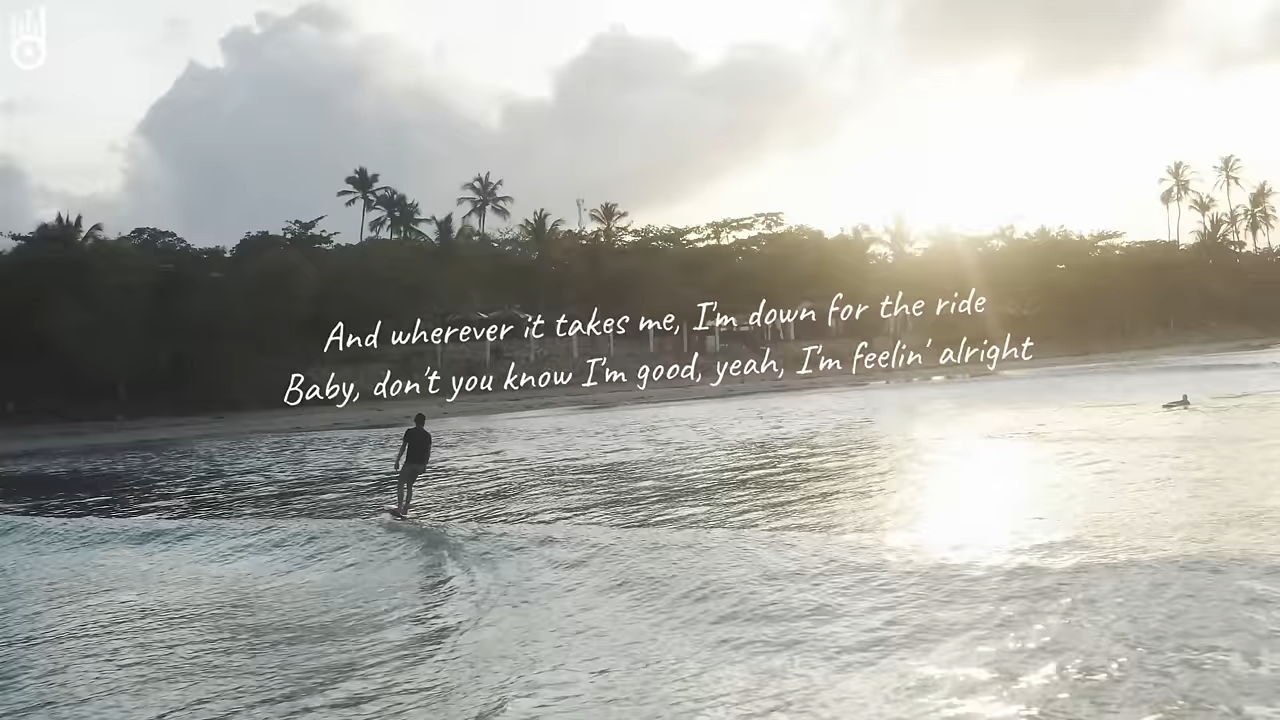 And wherever it takes me, I'm down for the ride
Baby, don't you know I'm good, yeah, I'm feelin' alright